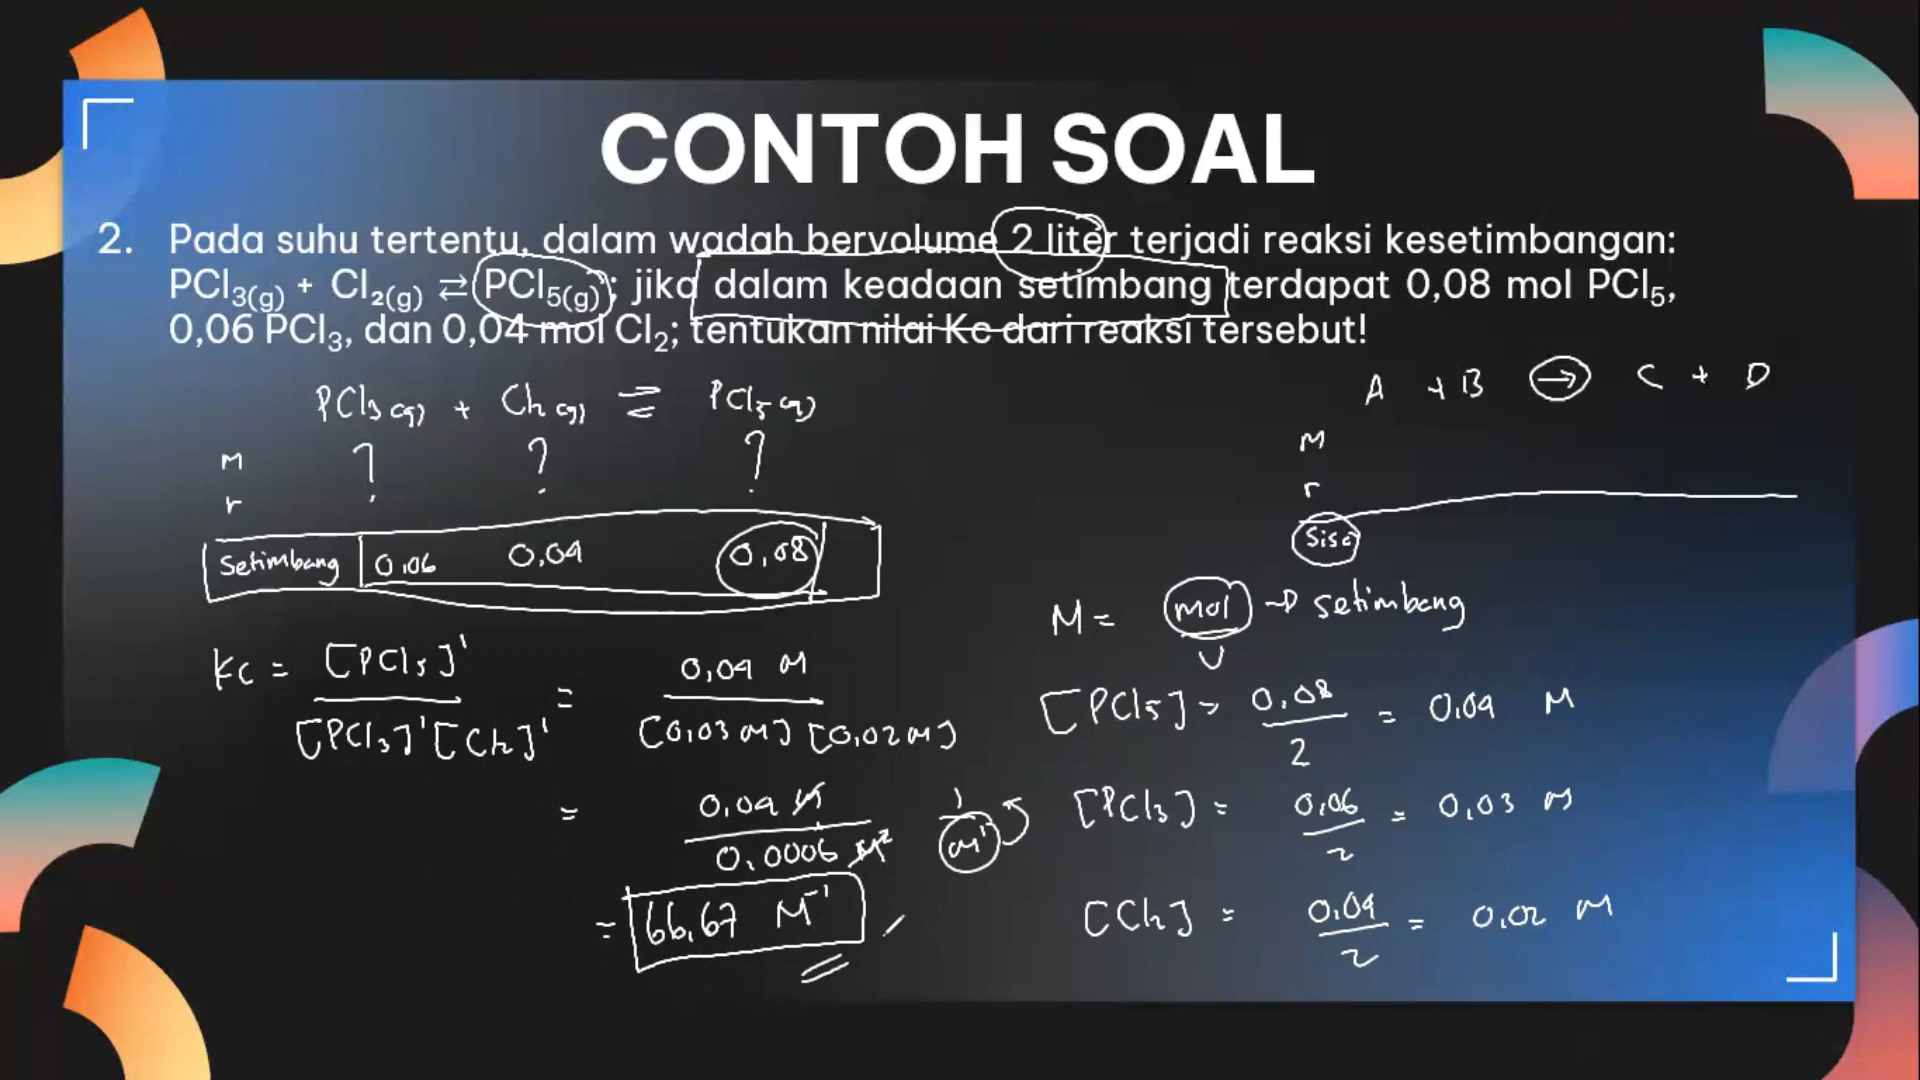 CONTOH SOAL
2. Pada suhu tertentu, dalam wadah bervolume 2 liter terjadi reaksi kesetimbangan:
PCl₃(g) + Cl₂(g) ⇄ PCl₅(g); jika dalam keadaan setimbang terdapat 0,08 mol PCl₅,
0,06 PCl₃, dan 0,04 mol Cl₂; tentukan nilai Kc dari reaksi tersebut!
PCl₃(g) + Cl₂(g) ⇌ PCl₅(g)
M ? ? ?
r
Setimbang 0,06 0,04 0,08
Kc = [PCl₅]¹ / [PCl₃]¹[Cl₂]¹ = 0,04 M / [0,03 M] [0,02 M]
= 0,04 M / 0,0006 M² 1/M¹
= 66,67 M⁻¹
A + B → C + D
M
r
Sisa
M = mol / V → setimbang
[PCl₅] = 0,08 / 2 = 0,04 M
[PCl₃] = 0,06 / 2 = 0,03 M
[Cl₂] = 0,04 / 2 = 0,02 M